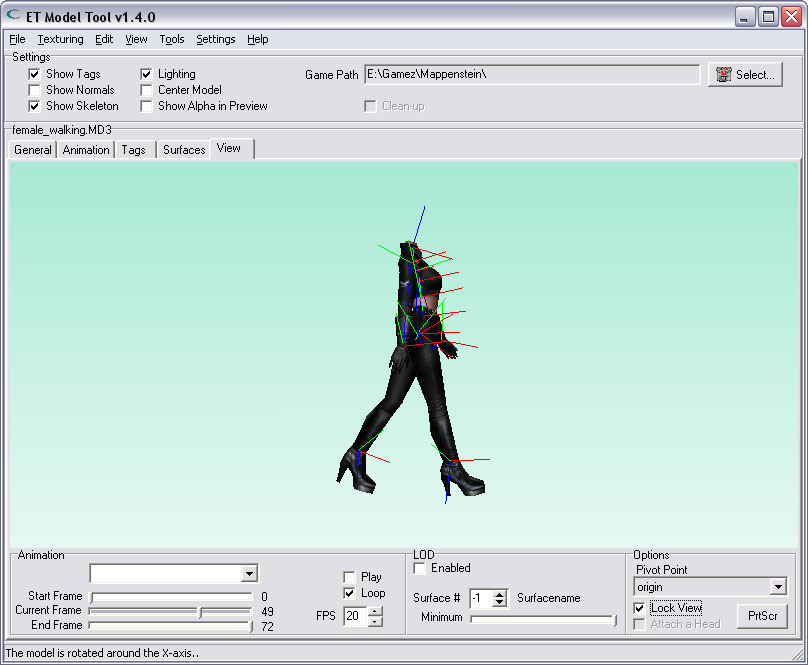 ET Model Tool v1.4.0
File Texturing Edit View Tools Settings Help
Settings
Show Tags Lighting Game Path E:\Gamez\Mappenstein\ Select...
Show Normals Center Model
Show Skeleton Show Alpha in Preview Clean-up
female_walking.MD3
General Animation Tags Surfaces View
Animation LOD Options
Enabled Pivot Point
Play origin
Start Frame 0 Loop Surface # -1 Surfacename Lock View
Current Frame 49 FPS 20 Minimum PrtScr
End Frame 72 Attach a Head
The model is rotated around the X-axis..